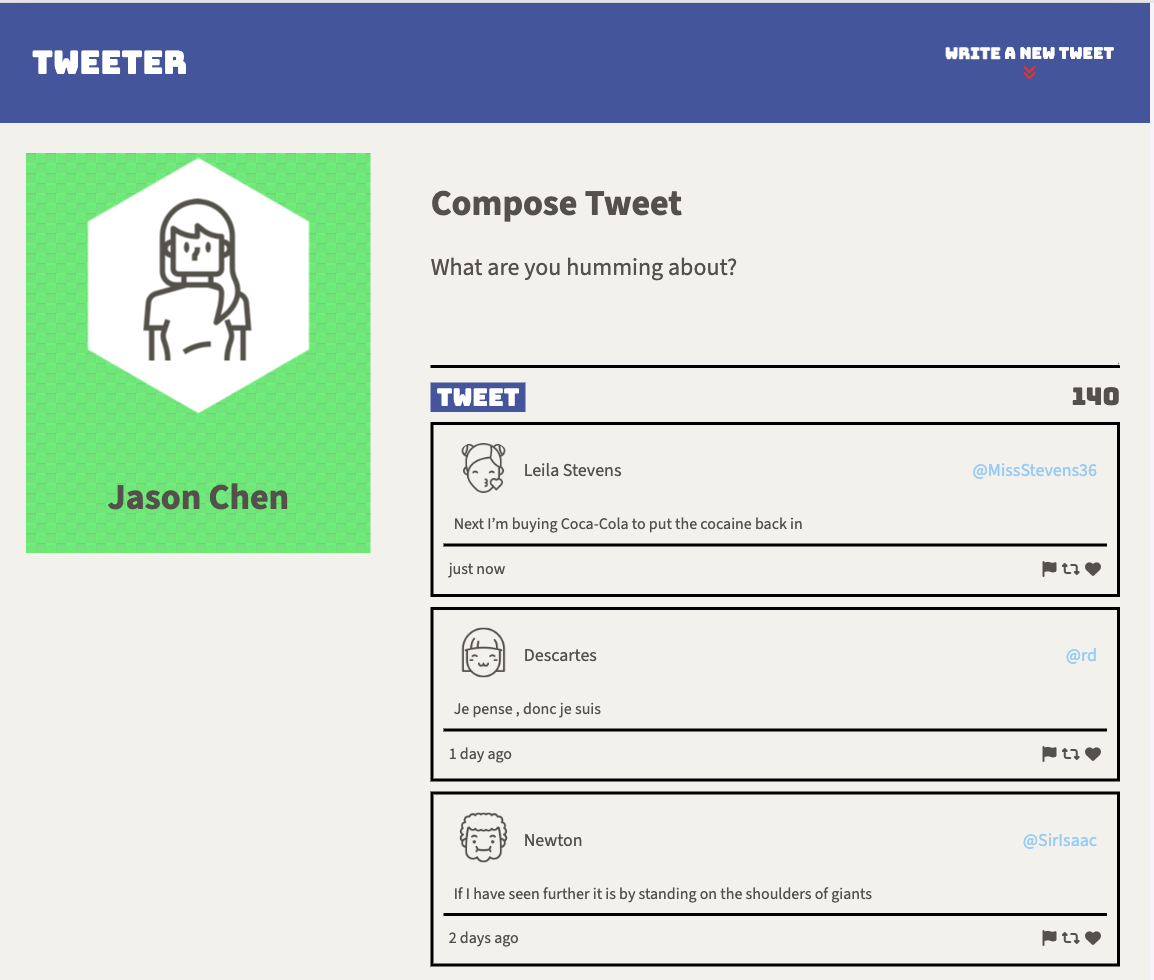 TWEETER
WRITE A NEW TWEET
Jason Chen
Compose Tweet
What are you humming about?
TWEET
140
Leila Stevens
@MissStevens36
Next I’m buying Coca-Cola to put the cocaine back in
just now
Descartes
@rd
Je pense , donc je suis
1 day ago
Newton
@SirIsaac
If I have seen further it is by standing on the shoulders of giants
2 days ago